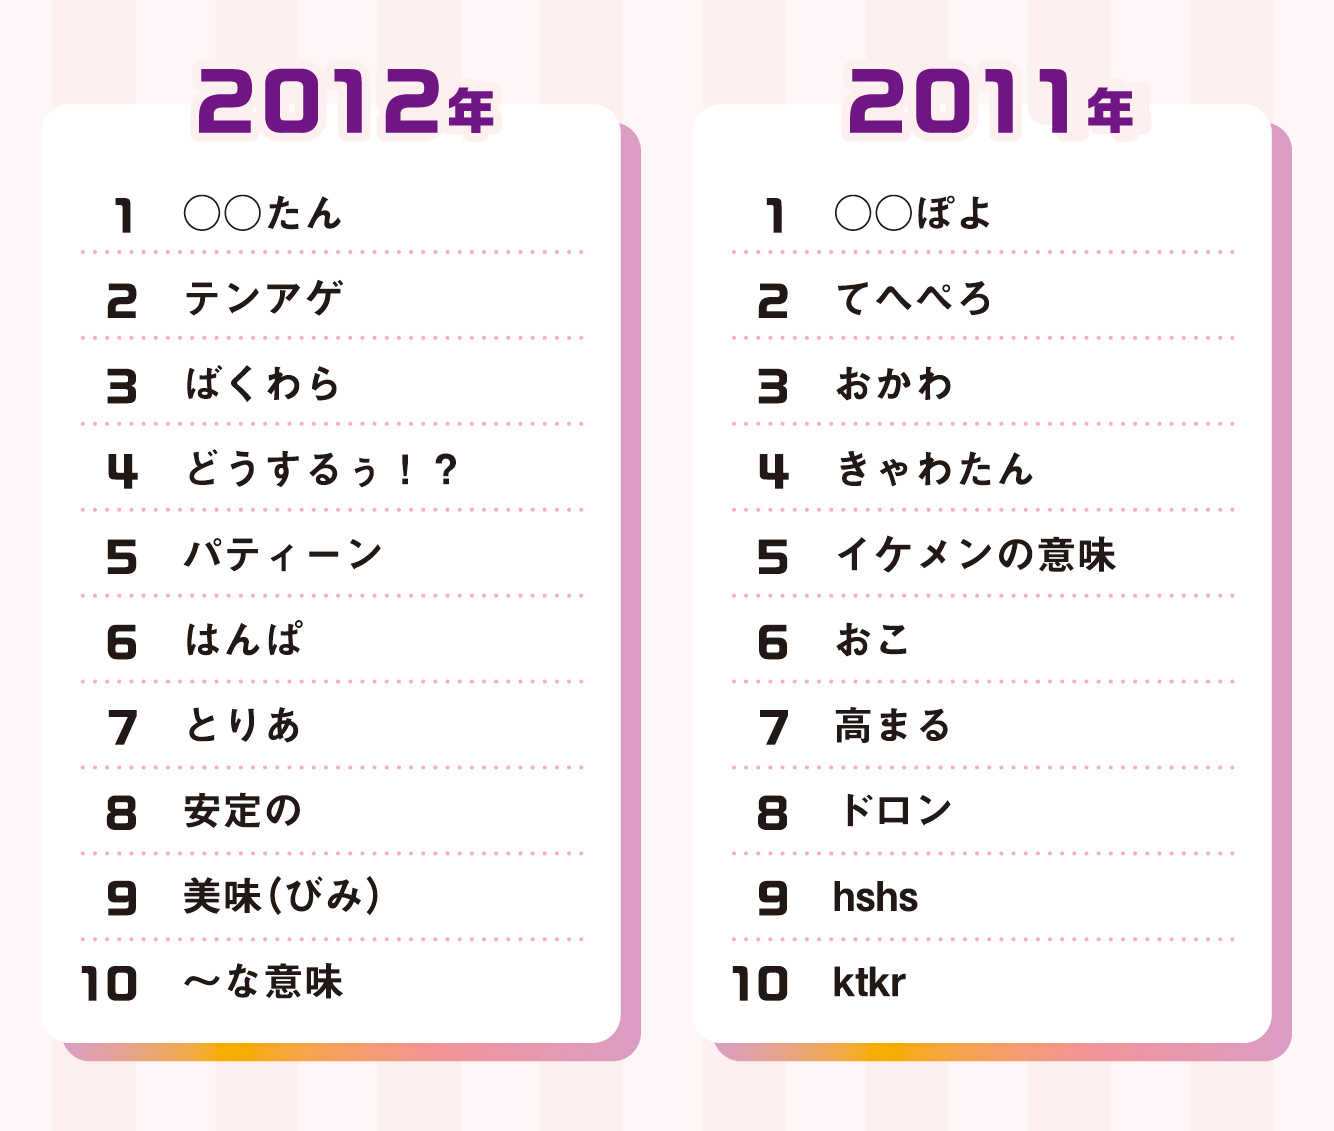 2012年
1 ◯◯たん
2 テンアゲ
3 ばくわら
4 どうするぅ！？
5 パティーン
6 はんぱ
7 とりあ
8 安定の
9 美味(びみ)
10 〜な意味
2011年
1 ◯◯ぽよ
2 てへぺろ
3 おかわ
4 きゃわたん
5 イケメンの意味
6 おこ
7 高まる
8 ドロン
9 hshs
10 ktkr